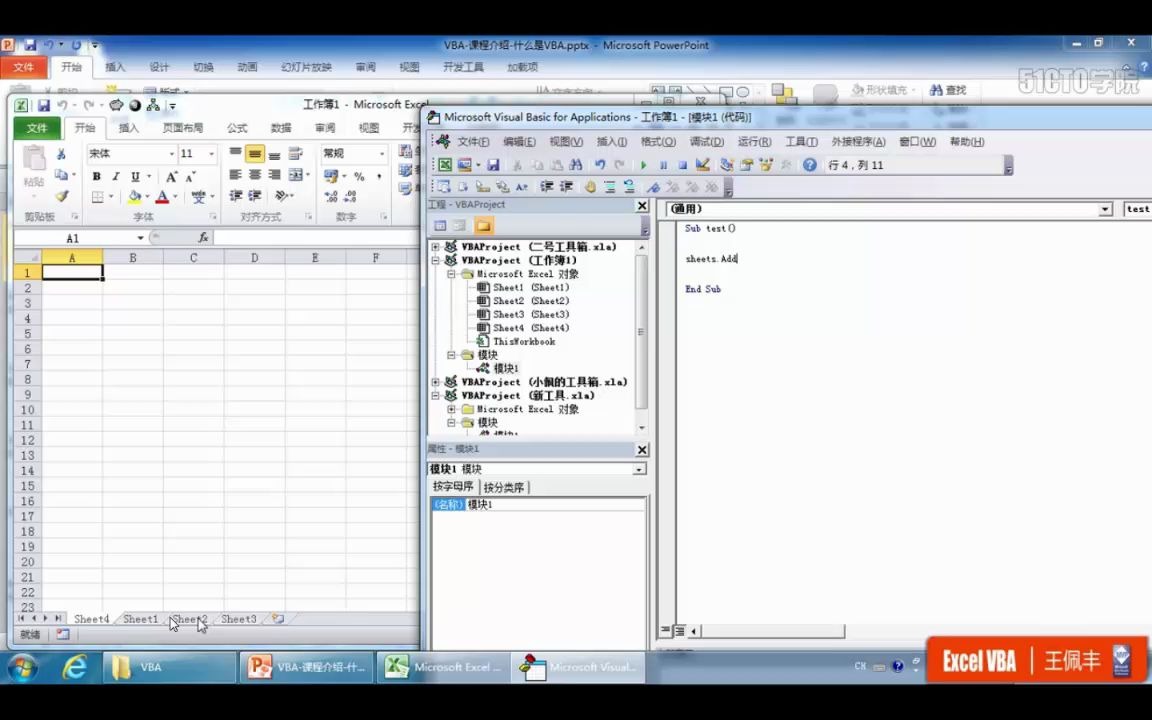 VBA-课程介绍-什么是VBA.pptx - Microsoft PowerPoint
文件 开始 插入 设计 切换 动画 幻灯片放映 审阅 视图 开发工具 加载项
51CTO学院
形状填充 查找
工作簿1 - Microsoft Excel
文件 开始 插入 页面布局 公式 数据 审阅 视图
宋体 11 常规
B I U A A
粘贴
剪贴板 字体 对齐方式 数字
A1 fx
A B C D E F
1
2
3
4
5
6
7
8
9
10
11
12
13
14
15
16
17
18
19
20
21
22
23
Sheet4 Sheet1 Sheet2 Sheet3
就绪
Microsoft Visual Basic for Applications - 工作簿1 - [模块1 (代码)]
文件(F) 编辑(E) 视图(V) 插入(I) 格式(O) 调试(D) 运行(R) 工具(T) 外接程序(A) 窗口(W) 帮助(H)
行 4 , 列 11
工程 - VBAProject
VBAProject (二号工具箱.xla)
VBAProject (工作簿1)
Microsoft Excel 对象
Sheet1 (Sheet1)
Sheet2 (Sheet2)
Sheet3 (Sheet3)
Sheet4 (Sheet4)
ThisWorkbook
模块
模块1
VBAProject (小佩的工具箱.xla)
VBAProject (新工具.xla)
Microsoft Excel 对象
模块
属性 - 模块1
模块1 模块
按字母序 按分类序
(名称) 模块1
(通用) test
Sub test()
sheets.Add
End Sub
VBA
VBA-课程介绍-什...
Microsoft Excel ...
Microsoft Visual...
CH
Excel VBA 王佩丰